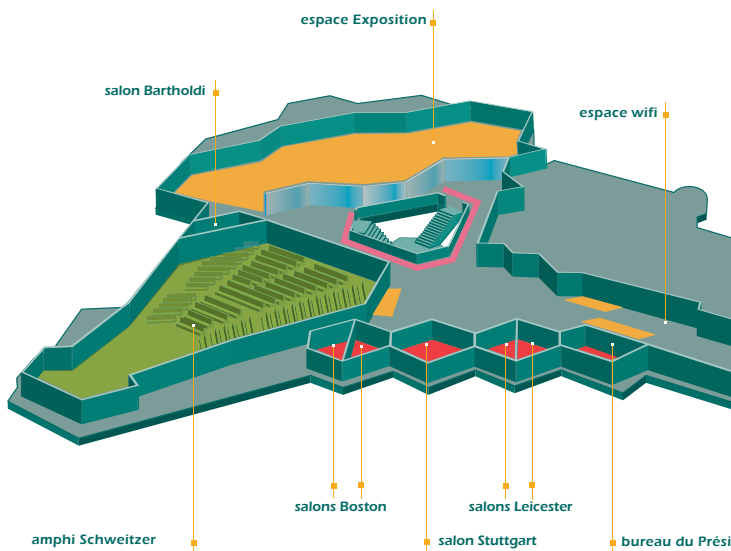 espace Exposition
salon Bartholdi
espace wifi
salons Boston
salons Leicester
amphi Schweitzer
salon Stuttgart
bureau du Prési